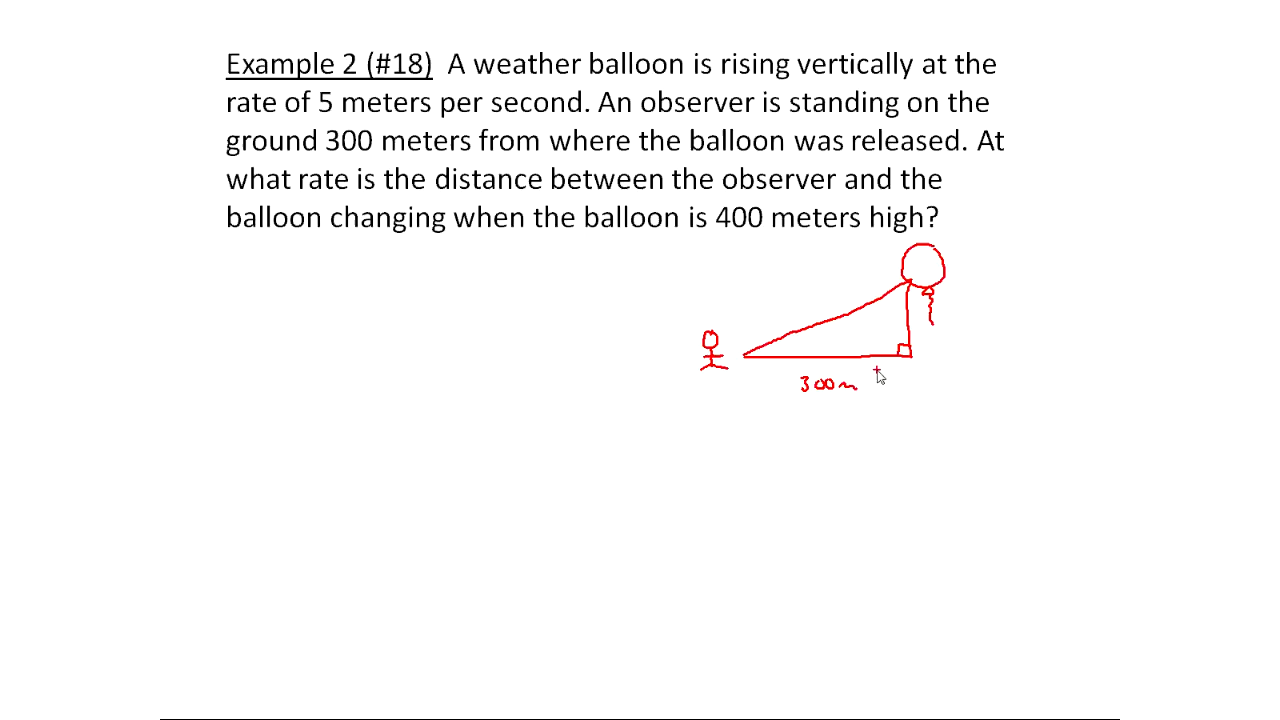 Example 2 (#18) A weather balloon is rising vertically at the
rate of 5 meters per second. An observer is standing on the
ground 300 meters from where the balloon was released. At
what rate is the distance between the observer and the
balloon changing when the balloon is 400 meters high?
300m